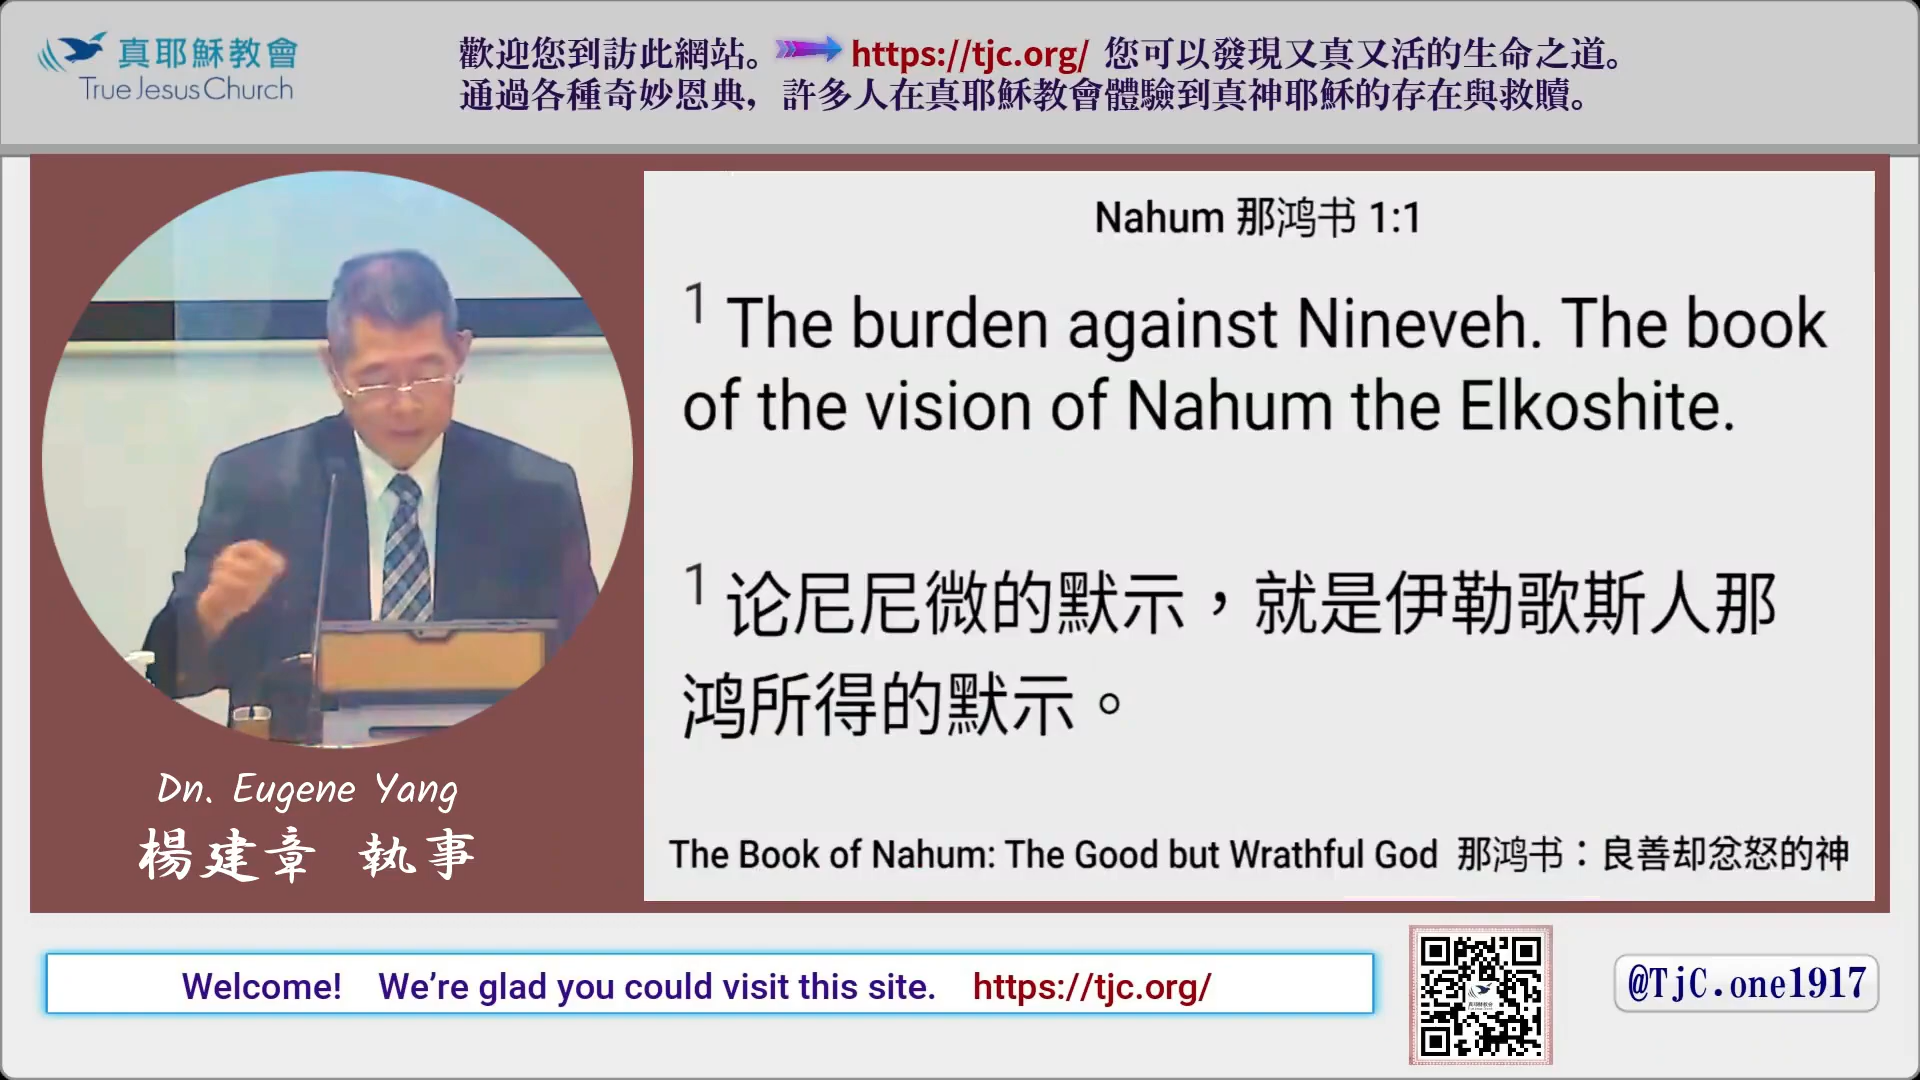 真耶穌教會
True Jesus Church
歡迎您到訪此網站。 https://tjc.org/ 您可以發現又真又活的生命之道。
通過各種奇妙恩典，許多人在真耶穌教會體驗到真神耶穌的存在與救贖。
Dn. Eugene Yang
楊建章 執事
Nahum 那鸿书 1:1
1 The burden against Nineveh. The book
of the vision of Nahum the Elkoshite.
1 论尼尼微的默示，就是伊勒歌斯人那
鸿所得的默示。
The Book of Nahum: The Good but Wrathful God 那鸿书：良善却忿怒的神
Welcome! We’re glad you could visit this site. https://tjc.org/
@TjC.one1917